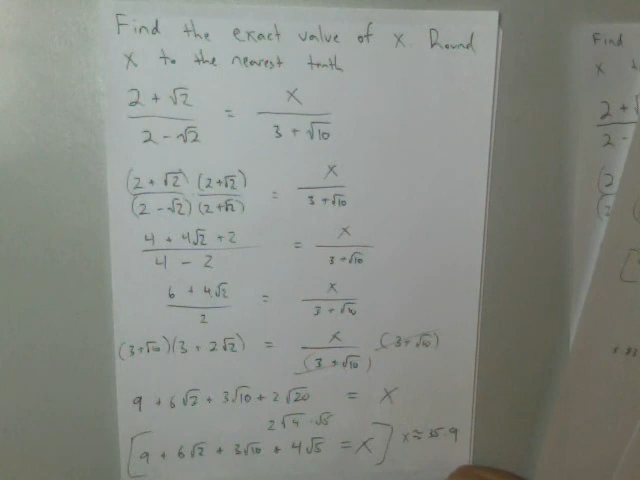 Find the exact value of x. Round
x to the nearest tenth
(2 + √2)/(2 - √2) = x/(3 + √10)
(2 + √2)(2 + √2)/(2 - √2)(2 + √2) = x/(3 + √10)
(4 + 4√2 + 2)/(4 - 2) = x/(3 + √10)
(6 + 4√2)/2 = x/(3 + √10)
(3 + √10)(3 + 2√2) = x/(3 + √10) · (3 + √10)
9 + 6√2 + 3√10 + 2√20 = x
2√4 · √5
[9 + 6√2 + 3√10 + 4√5 = x] x ≈ 35.9
Find
x
2 +
2 -